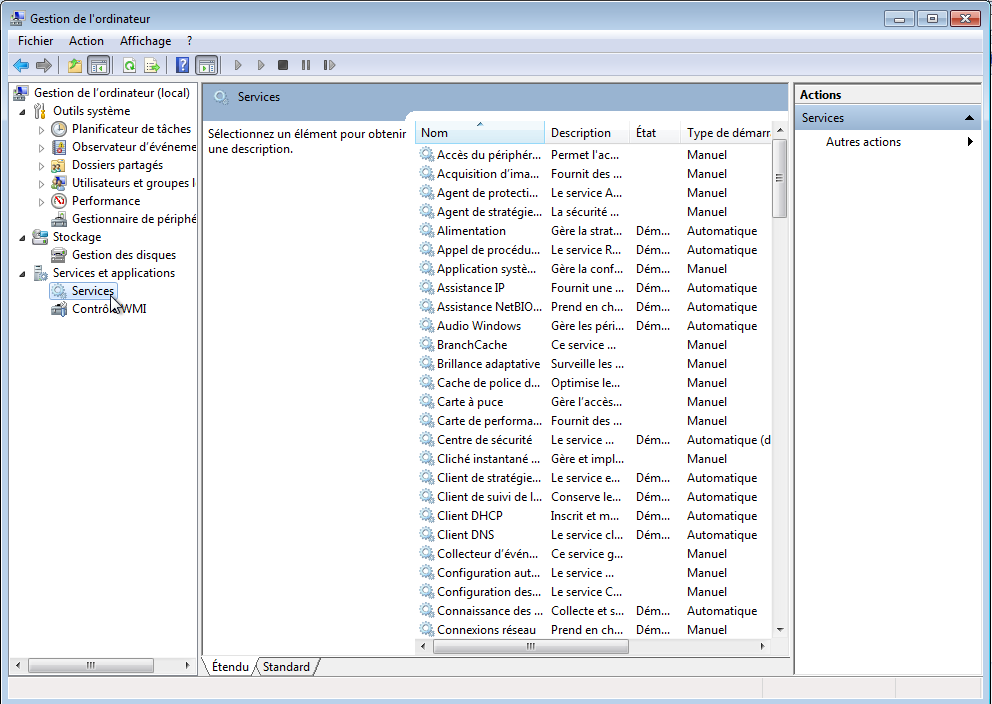 Gestion de l'ordinateur
Fichier Action Affichage ?
Gestion de l'ordinateur (local)
Outils système
Planificateur de tâches
Observateur d'événeme
Dossiers partagés
Utilisateurs et groupes l
Performance
Gestionnaire de périphé
Stockage
Gestion des disques
Services et applications
Services
Contrôl WMI
Services
Sélectionnez un élément pour obtenir
une description.
Nom Description État Type de démarr
Accès du périphér... Permet l'ac... Manuel
Acquisition d'ima... Fournit des ... Manuel
Agent de protecti... Le service A... Manuel
Agent de stratégie... La sécurité ... Manuel
Alimentation Gère la strat... Dém... Automatique
Appel de procédu... Le service R... Dém... Automatique
Application systè... Gère la conf... Dém... Manuel
Assistance IP Fournit une ... Dém... Automatique
Assistance NetBIO... Prend en ch... Dém... Automatique
Audio Windows Gère les péri... Dém... Automatique
BranchCache Ce service ... Manuel
Brillance adaptative Surveille les ... Manuel
Cache de police d... Optimise le... Manuel
Carte à puce Gère l'accès... Manuel
Carte de performa... Fournit des ... Manuel
Centre de sécurité Le service ... Dém... Automatique (d
Cliché instantané ... Gère et impl... Manuel
Client de stratégie... Le service e... Dém... Automatique
Client de suivi de l... Conserve le... Dém... Automatique
Client DHCP Inscrit et m... Dém... Automatique
Client DNS Le service cl... Dém... Automatique
Collecteur d'évén... Ce service g... Manuel
Configuration aut... Le service ... Manuel
Configuration des... Le service C... Manuel
Connaissance des ... Collecte et s... Dém... Automatique
Connexions réseau Prend en ch... Dém... Manuel
Étendu Standard
Actions
Services
Autres actions